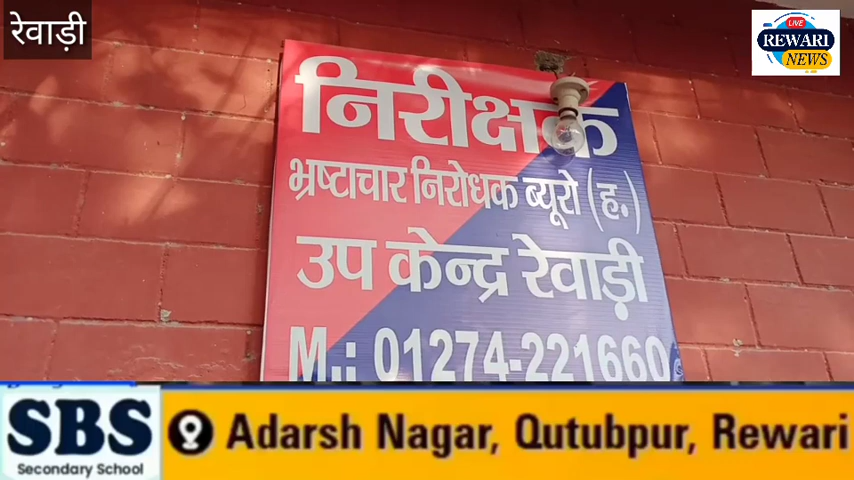 रेवाड़ी
LIVE
REWARI
NEWS
निरीक्षक
भ्रष्टाचार निरोधक ब्यूरो (ह.)
उप केन्द्र रेवाड़ी
M.: 01274-221660
SBS
Secondary School
Adarsh Nagar, Qutubpur, Rewari